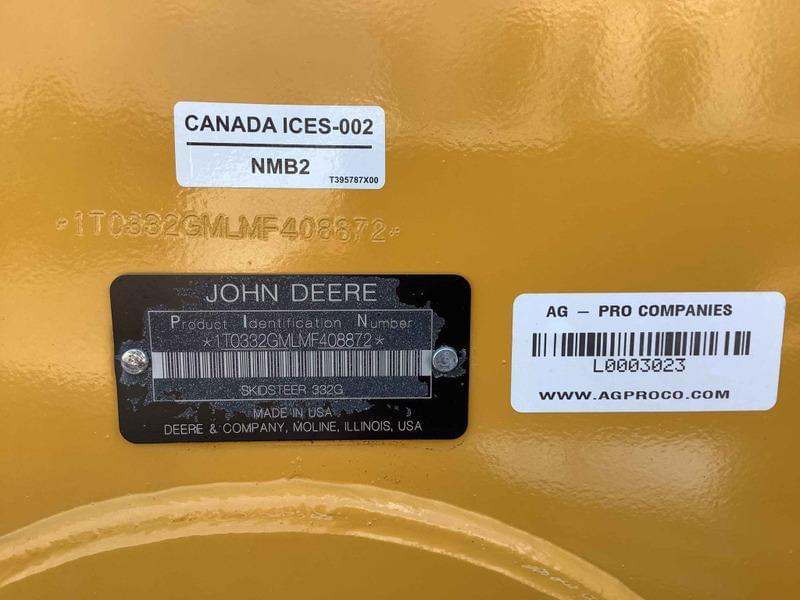 CANADA ICES-002
NMB2
T395787X00
*1T0332GMLMF408872*
JOHN DEERE
Product Identification Number
*1T0332GMLMF408872*
SKIDSTEER 332G
MADE IN USA
DEERE & COMPANY, MOLINE, ILLINOIS, USA
AG – PRO COMPANIES
L0003023
WWW.AGPROCO.COM